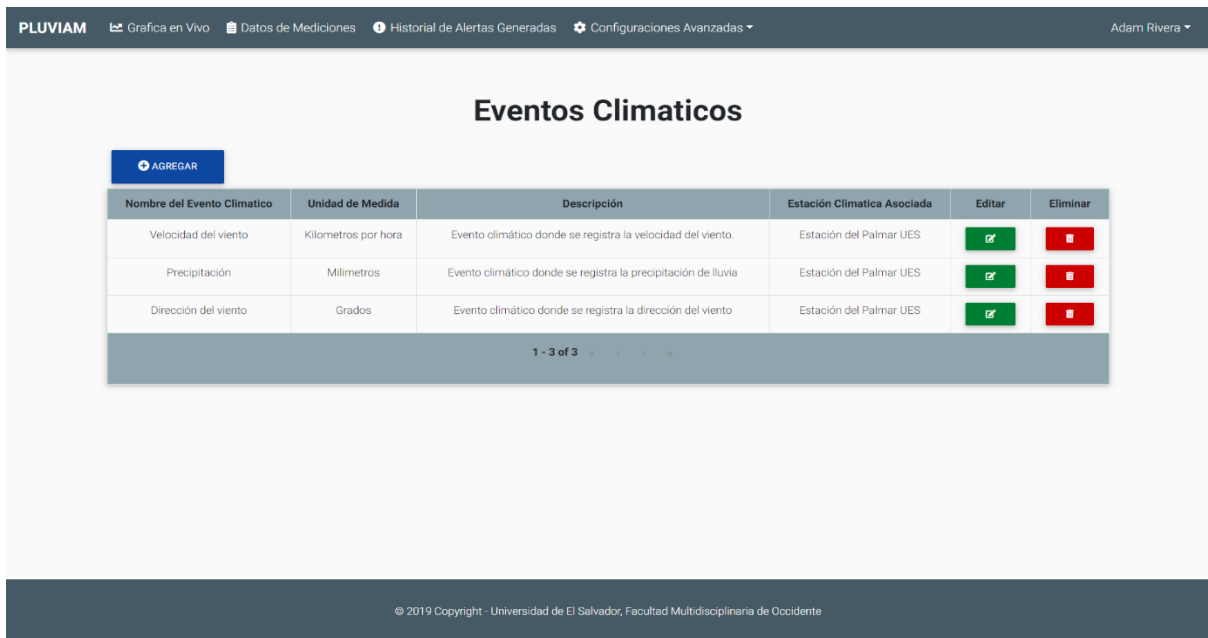 PLUVIAM Grafica en Vivo Datos de Mediciones Historial de Alertas Generadas Configuraciones Avanzadas Adam Rivera
Eventos Climaticos
AGREGAR
Nombre del Evento Climatico Unidad de Medida Descripción Estación Climatica Asociada Editar Eliminar
Velocidad del viento Kilometros por hora Evento climático donde se registra la velocidad del viento. Estación del Palmar UES
Precipitación Milimetros Evento climático donde se registra la precipitación de lluvia Estación del Palmar UES
Dirección del viento Grados Evento climático donde se registra la dirección del viento Estación del Palmar UES
1 - 3 of 3 « ‹ › »
© 2019 Copyright - Universidad de El Salvador, Facultad Multidisciplinaria de Occidente